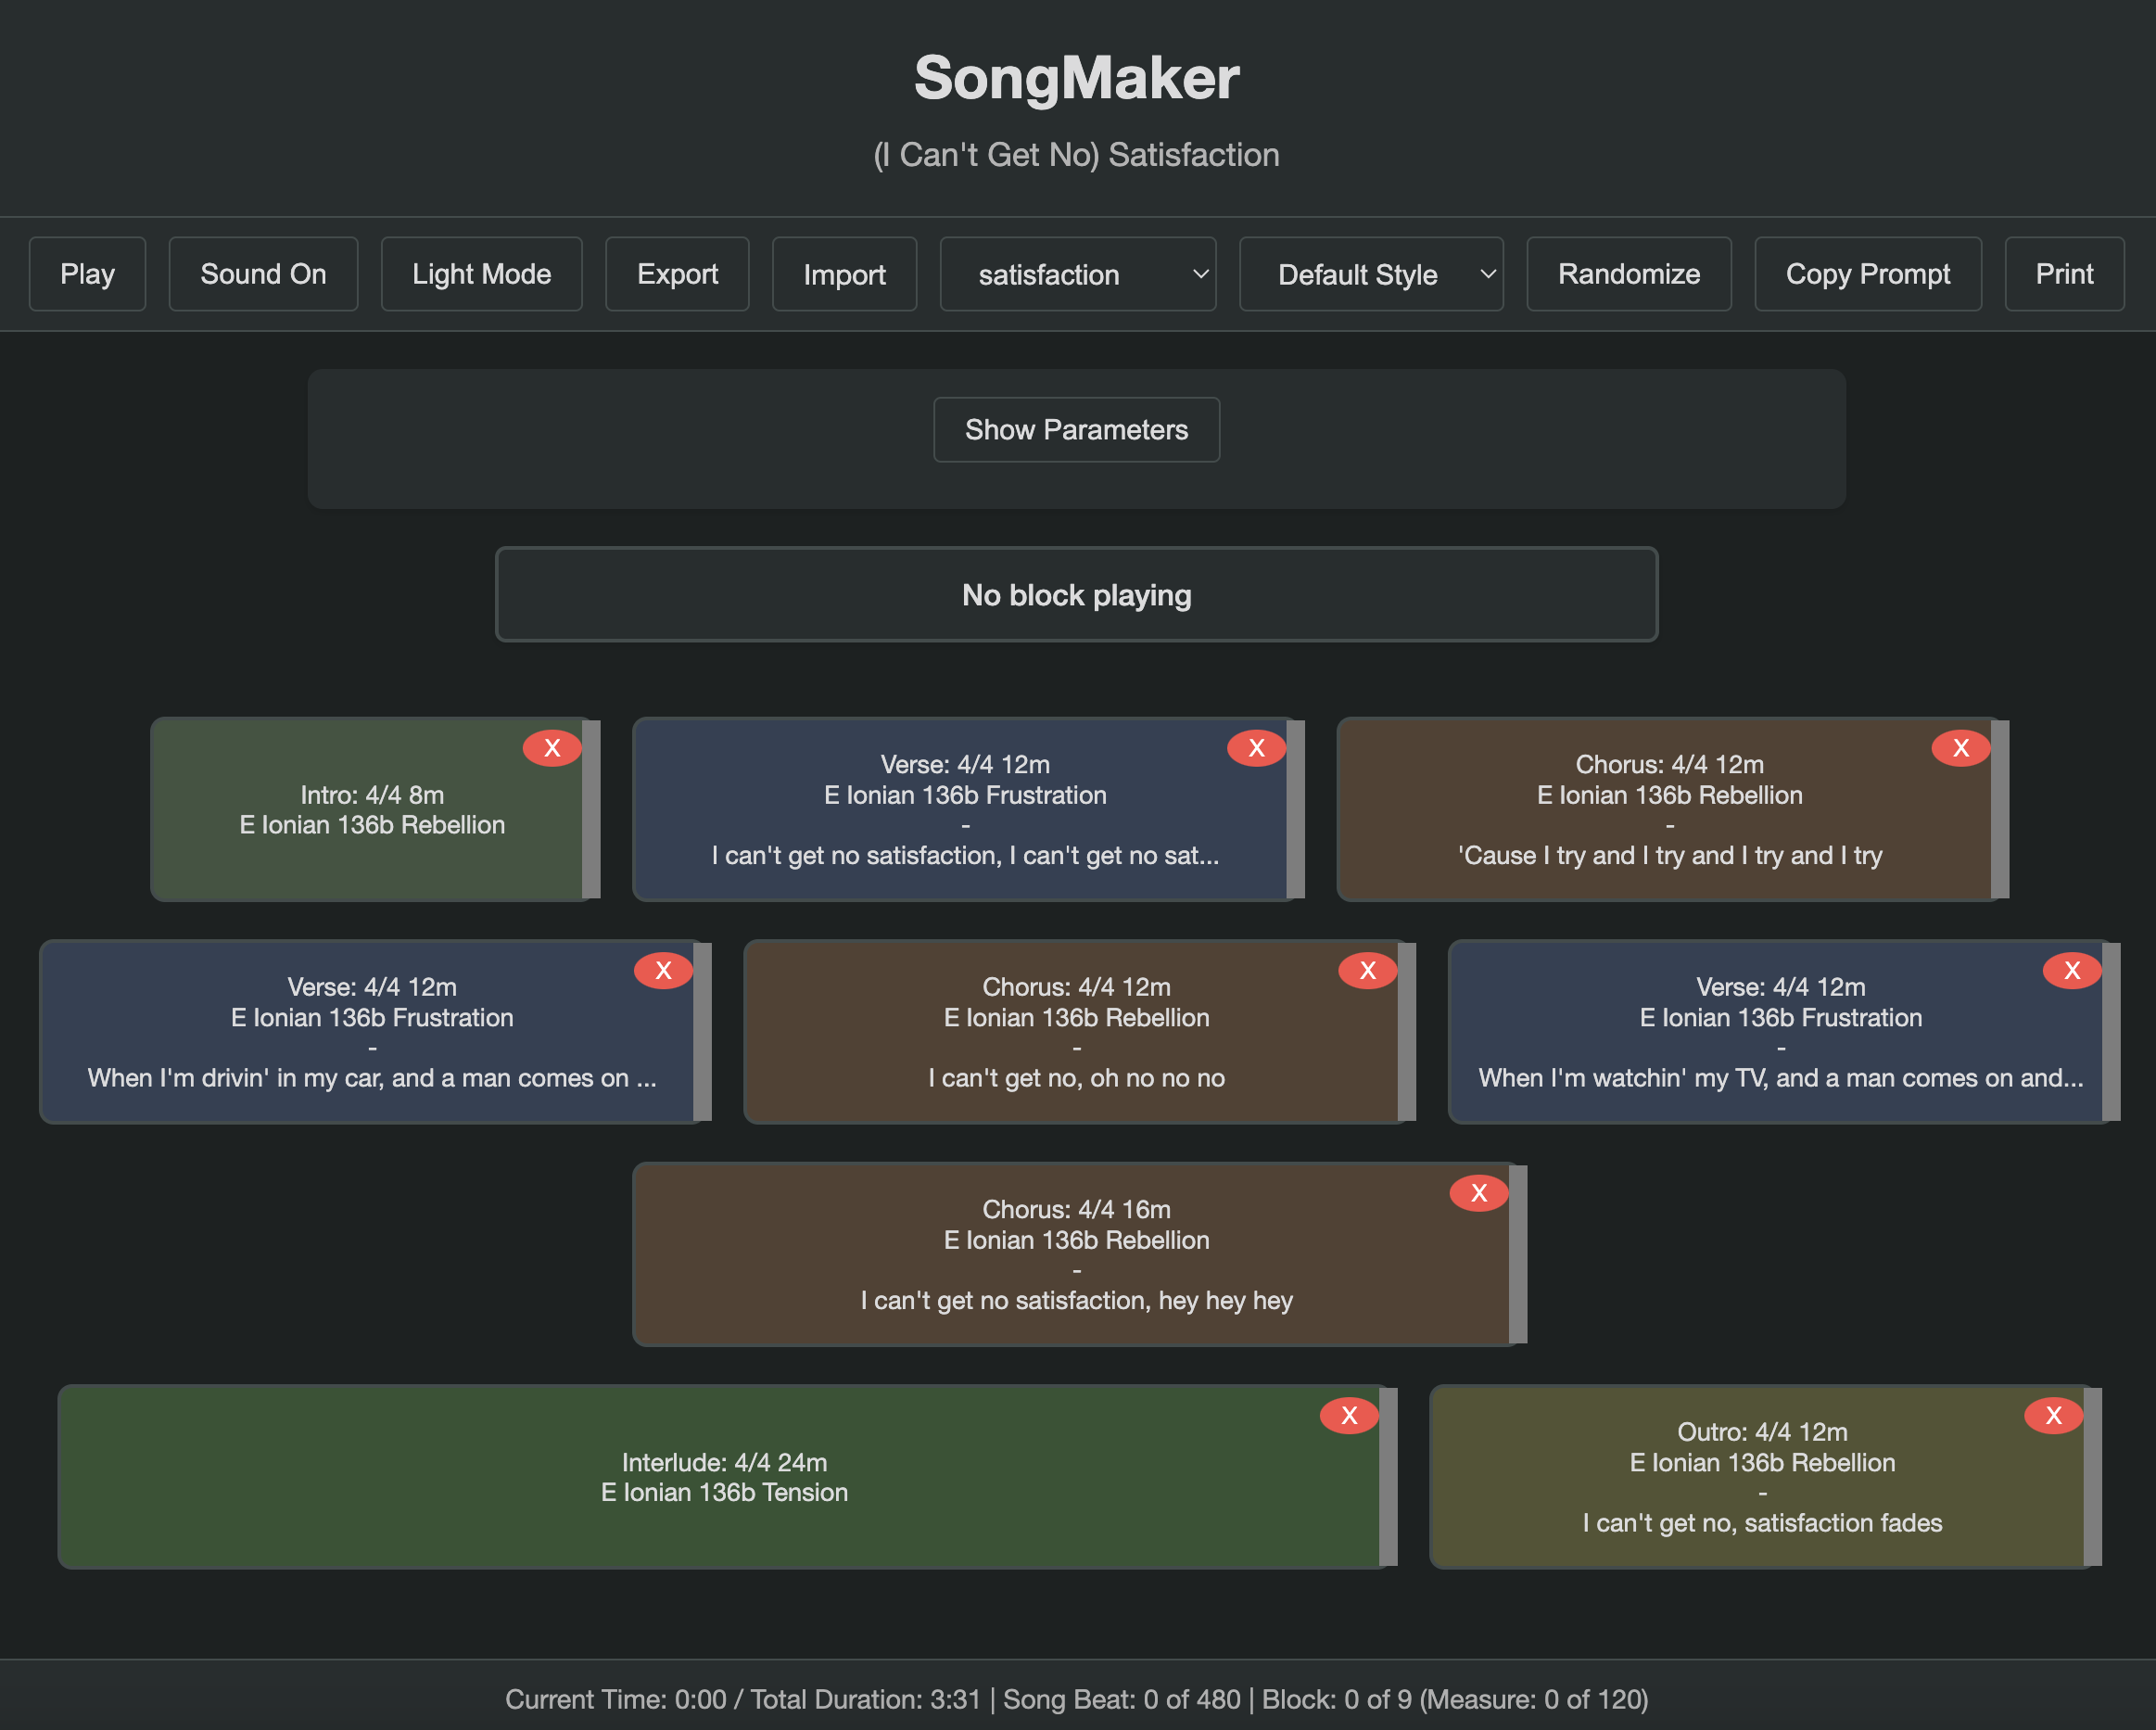 SongMaker
(I Can't Get No) Satisfaction
Play
Sound On
Light Mode
Export
Import
satisfaction
Default Style
Randomize
Copy Prompt
Print
Show Parameters
No block playing
X
Intro: 4/4 8m
E Ionian 136b Rebellion
X
Verse: 4/4 12m
E Ionian 136b Frustration
-
I can't get no satisfaction, I can't get no sat...
X
Chorus: 4/4 12m
E Ionian 136b Rebellion
-
'Cause I try and I try and I try and I try
X
Verse: 4/4 12m
E Ionian 136b Frustration
-
When I'm drivin' in my car, and a man comes on ...
X
Chorus: 4/4 12m
E Ionian 136b Rebellion
-
I can't get no, oh no no no
X
Verse: 4/4 12m
E Ionian 136b Frustration
-
When I'm watchin' my TV, and a man comes on and...
X
Chorus: 4/4 16m
E Ionian 136b Rebellion
-
I can't get no satisfaction, hey hey hey
X
Interlude: 4/4 24m
E Ionian 136b Tension
X
Outro: 4/4 12m
E Ionian 136b Rebellion
-
I can't get no, satisfaction fades
Current Time: 0:00 / Total Duration: 3:31 | Song Beat: 0 of 480 | Block: 0 of 9 (Measure: 0 of 120)